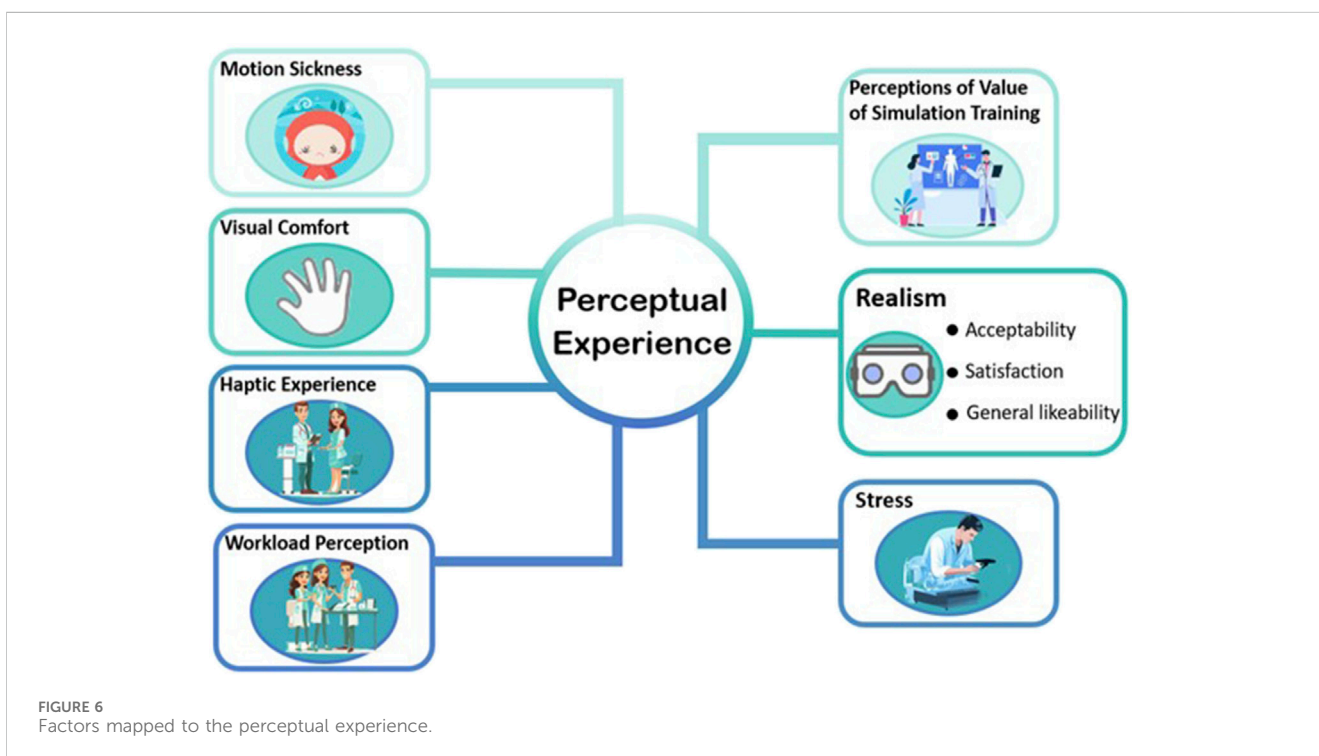 Motion Sickness
Visual Comfort
Haptic Experience
Workload Perception
Perceptual
Experience
Perceptions of Value
of Simulation Training
Realism
● Acceptability
● Satisfaction
● General likeability
Stress
FIGURE 6
Factors mapped to the perceptual experience.